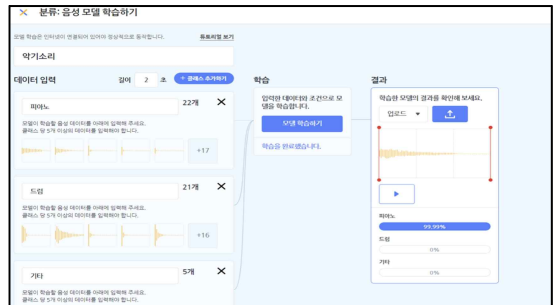 분류: 음성 모델 학습하기
모델 학습은 인터넷이 연결되어 있어야 정상적으로 동작합니다.
튜토리얼 보기
악기소리
데이터 입력
길이 2 초
+ 클래스 추가하기
피아노
22개
모델이 학습할 음성 데이터를 아래에 입력해 주세요.
클래스 당 5개 이상의 데이터를 입력해야 합니다.
+17
드럼
21개
모델이 학습할 음성 데이터를 아래에 입력해 주세요.
클래스 당 5개 이상의 데이터를 입력해야 합니다.
+16
기타
5개
모델이 학습할 음성 데이터를 아래에 입력해 주세요.
클래스 당 5개 이상의 데이터를 입력해야 합니다.
학습
입력한 데이터와 조건으로 모
델을 학습합니다.
모델 학습하기
학습을 완료했습니다.
결과
학습한 모델의 결과를 확인해 보세요.
업로드
피아노
99.99%
드럼
0%
기타
0%